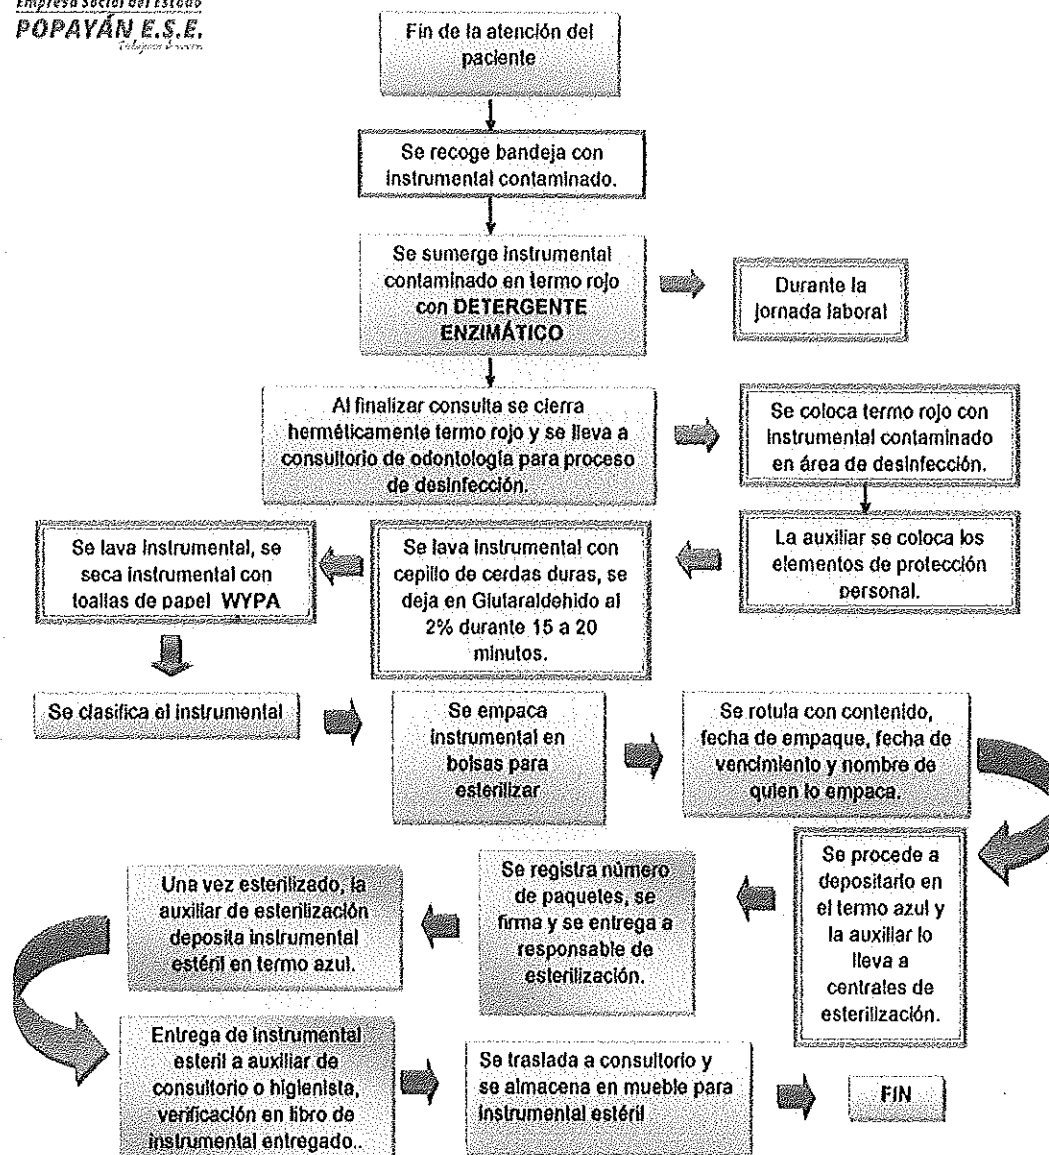 Empresa Social del Estado
POPAYÁN E.S.E.
Fin de la atención del
paciente
Se recoge bandeja con
instrumental contaminado.
Se sumerge instrumental
contaminado en termo rojo
con DETERGENTE
ENZIMÁTICO
Durante la
jornada laboral
Al finalizar consulta se cierra
herméticamente termo rojo y se lleva a
consultorio de odontología para proceso
de desinfección.
Se coloca termo rojo con
instrumental contaminado
en área de desinfección.
La auxiliar se coloca los
elementos de protección
personal.
Se lava instrumental con
cepillo de cerdas duras, se
deja en Glutaraldehido al
2% durante 15 a 20
minutos.
Se lava instrumental, se
seca instrumental con
toallas de papel WYPA
Se clasifica el instrumental
Se empaca
instrumental en
bolsas para
esterilizar
Se rotula con contenido,
fecha de empaque, fecha de
vencimiento y nombre de
quien lo empaca.
Se procede a
depositarlo en
el termo azul y
la auxiliar lo
lleva a
centrales de
esterilización.
Se registra número
de paquetes, se
firma y se entrega a
responsable de
esterilización.
Una vez esterilizado, la
auxiliar de esterilización
deposita instrumental
estéril en termo azul.
Entrega de instrumental
esteril a auxiliar de
consultorio o higienista,
verificación en libro de
instrumental entregado..
Se traslada a consultorio y
se almacena en mueble para
instrumental estéril
FIN